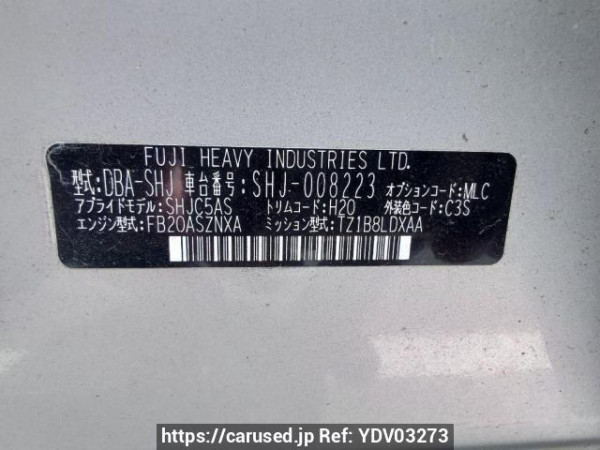 FUJI HEAVY INDUSTRIES LTD.
型式:DBA-SHJ 車台番号:SHJ-008223 オプションコード:MLC
アプライドモデル:SHJC5AS トリムコード:H20 外装色コード:C3S
エンジン型式:FB20ASZNXA ミッション型式:TZ1B8LDXAA
https://carused.jp Ref: YDV03273